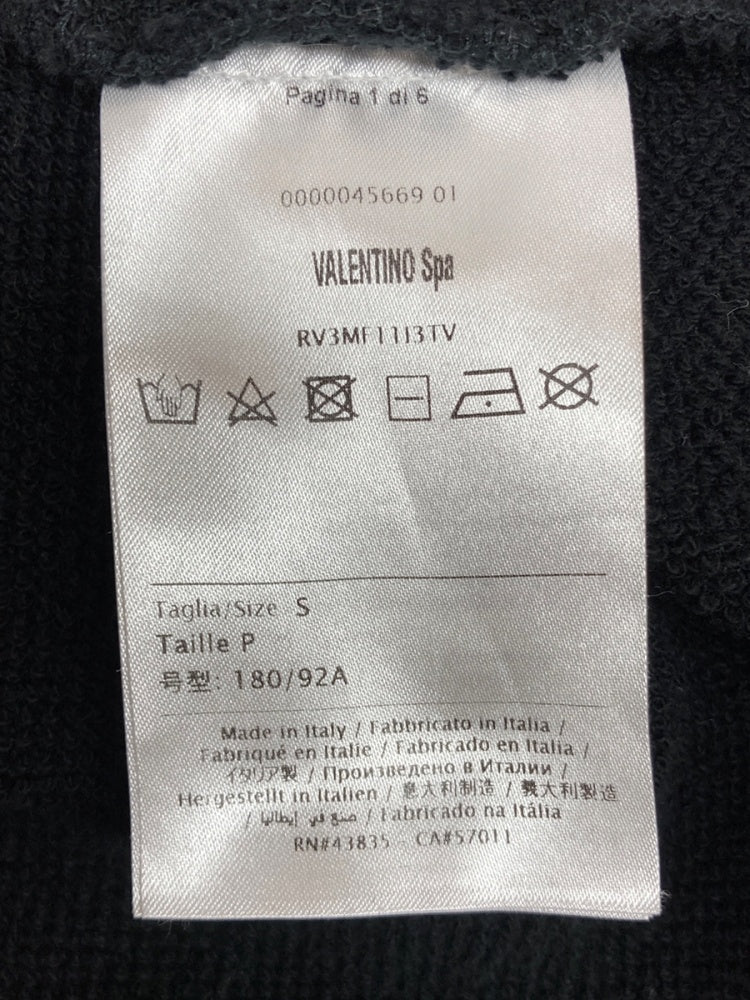 Pagina 1 di 6
0000045669 01
VALENTINO Spa
RV3MF11I3TV
Taglia/Size S
Taille P
号型: 180/92A
Made in Italy / Fabbricato in Italia /
Fabriqué en Italie / Fabricado en Italia /
イタリア製 / Произведено в Италии /
Hergestellt in Italien / 意大利制造 / 義大利製造
/ صنع في إيطاليا / Fabricado na Itália
RN#43835 - CA#57011